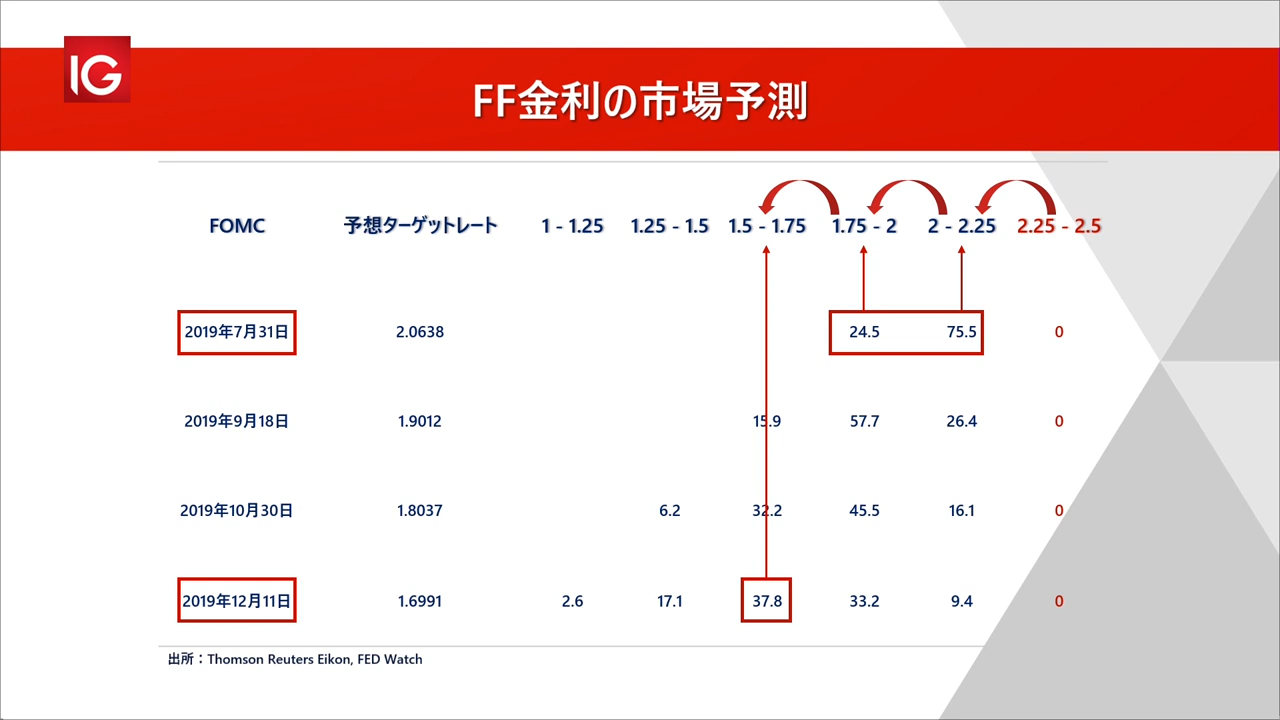 IG
FF金利の市場予測
FOMC 予想ターゲットレート 1 - 1.25 1.25 - 1.5 1.5 - 1.75 1.75 - 2 2 - 2.25 2.25 - 2.5
2019年7月31日 2.0638 24.5 75.5 0
2019年9月18日 1.9012 15.9 57.7 26.4 0
2019年10月30日 1.8037 6.2 32.2 45.5 16.1 0
2019年12月11日 1.6991 2.6 17.1 37.8 33.2 9.4 0
出所：Thomson Reuters Eikon, FED Watch